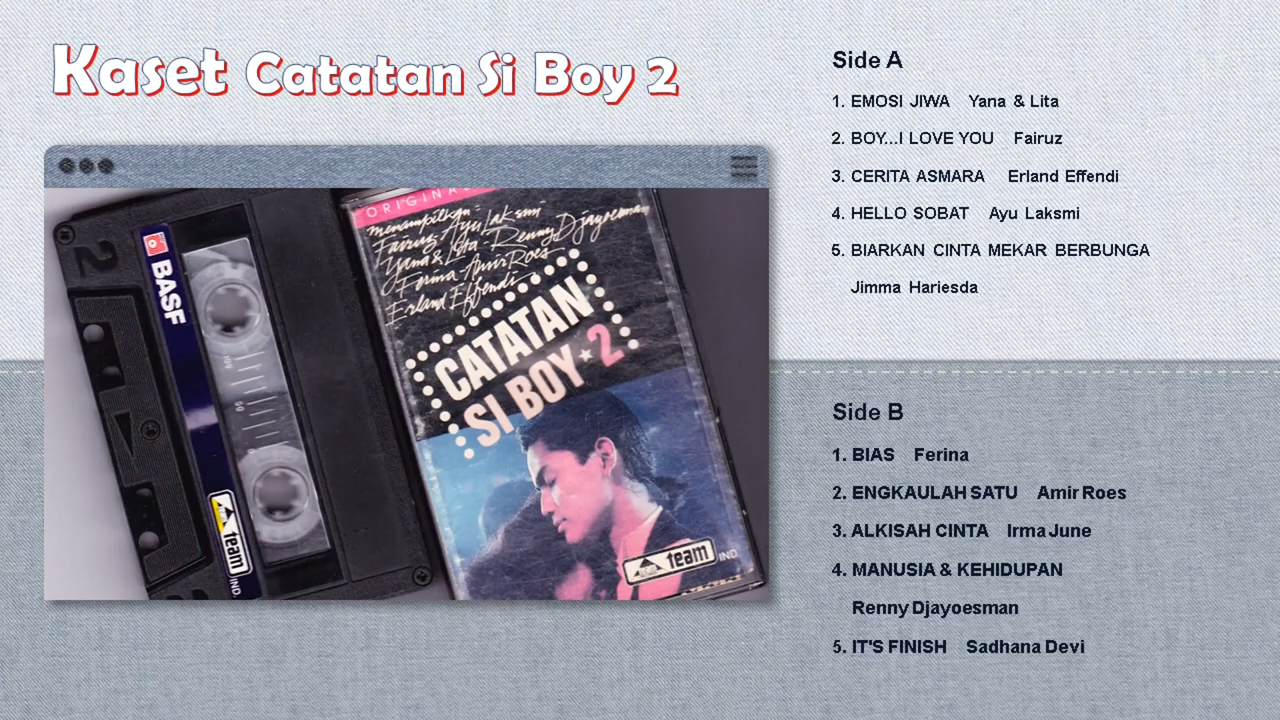 Kaset Catatan Si Boy 2
ORIGINAL
menampilkan:
Fairuz, Ayu Laksmi
Yana & Lita - Renny Djayoesman
Ferina - Amir Roes
Erland Effendi
CATATAN
SI BOY 2
team IND.
2
BASF
100
50
team IND.
Side A
1. EMOSI JIWA Yana & Lita
2. BOY...I LOVE YOU Fairuz
3. CERITA ASMARA Erland Effendi
4. HELLO SOBAT Ayu Laksmi
5. BIARKAN CINTA MEKAR BERBUNGA
Jimma Hariesda
Side B
1. BIAS Ferina
2. ENGKAULAH SATU Amir Roes
3. ALKISAH CINTA Irma June
4. MANUSIA & KEHIDUPAN
Renny Djayoesman
5. IT'S FINISH Sadhana Devi